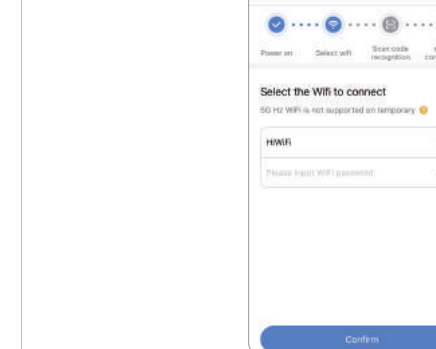 Power on
Select wifi
Scan code
recognition
Select the Wifi to connect
5G Hz WiFi is not supported on temporary
HiWiFi
Please input WiFi password
Confirm